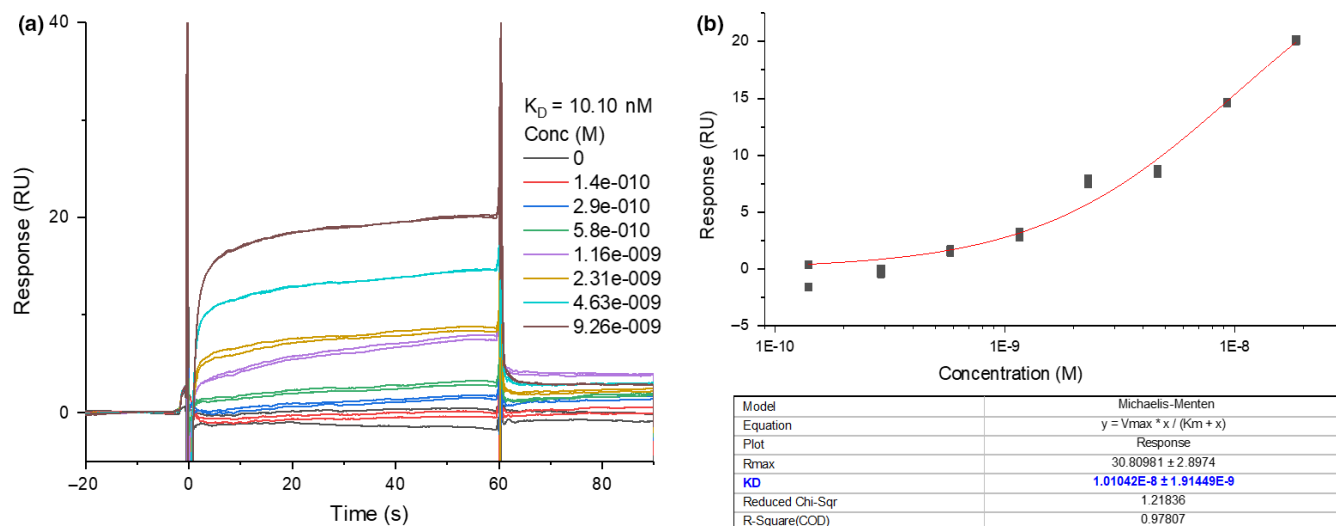 (a)
40
20
0
Response (RU)
-20
0
20
40
60
80
Time (s)
K_D = 10.10 nM
Conc (M)
0
1.4e-010
2.9e-010
5.8e-010
1.16e-009
2.31e-009
4.63e-009
9.26e-009
(b)
20
15
10
5
0
−5
Response (RU)
1E-10
1E-9
1E-8
Concentration (M)
Model Michaelis-Menten
Equation y = Vmax * x / (Km + x)
Plot Response
Rmax 30.80981 ± 2.8974
KD 1.01042E-8 ± 1.91449E-9
Reduced Chi-Sqr 1.21836
R-Square(COD) 0.97807